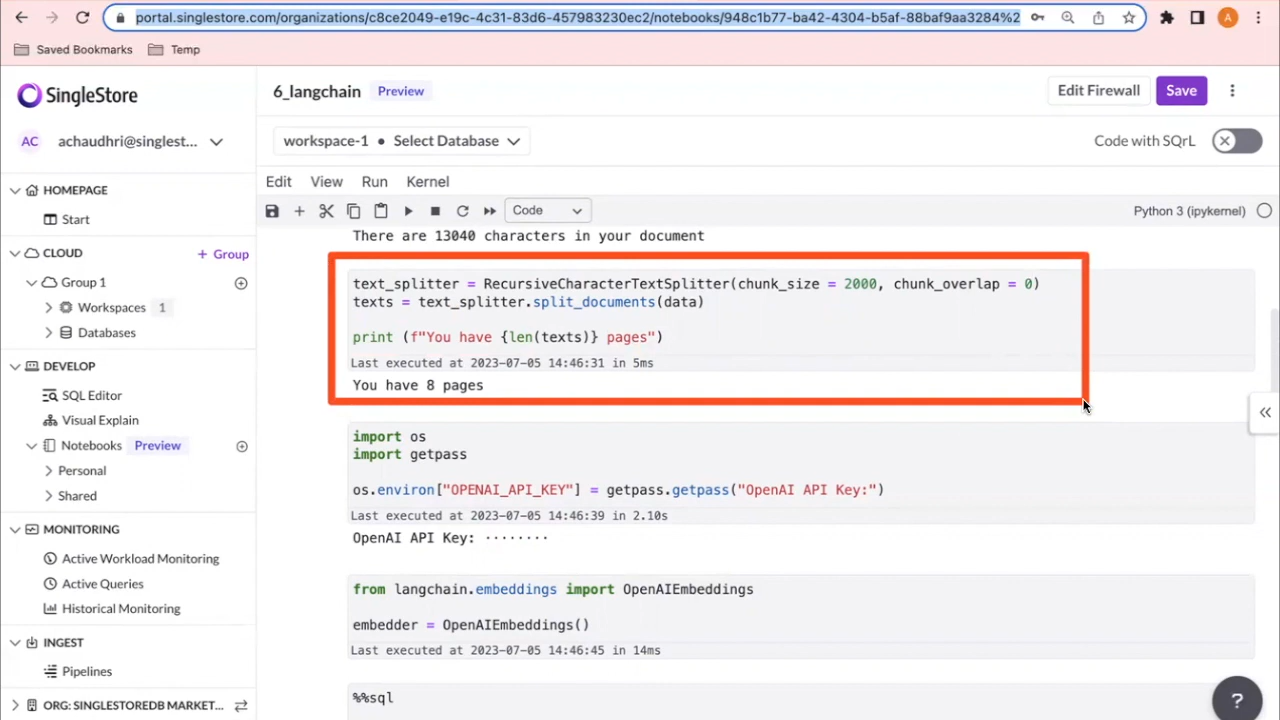 portal.singlestore.com/organizations/c8ce2049-e19c-4c31-83d6-457983230ec2/notebooks/948c1b77-ba42-4304-b5af-88baf9aa3284%2
A
Saved Bookmarks
Temp
SingleStore
6_langchain
Preview
Edit Firewall
Save
AC
achaudhri@singlest...
workspace-1 • Select Database
Code with SQrL
Edit
View
Run
Kernel
Code
Python 3 (ipykernel)
HOMEPAGE
Start
CLOUD
+ Group
Group 1
Workspaces 1
Databases
DEVELOP
SQL Editor
Visual Explain
Notebooks Preview
Personal
Shared
MONITORING
Active Workload Monitoring
Active Queries
Historical Monitoring
INGEST
Pipelines
ORG: SINGLESTOREDB MARKET...
There are 13040 characters in your document
text_splitter = RecursiveCharacterTextSplitter(chunk_size = 2000, chunk_overlap = 0)
texts = text_splitter.split_documents(data)
print (f"You have {len(texts)} pages")
Last executed at 2023-07-05 14:46:31 in 5ms
You have 8 pages
import os
import getpass
os.environ["OPENAI_API_KEY"] = getpass.getpass("OpenAI API Key:")
Last executed at 2023-07-05 14:46:39 in 2.10s
OpenAI API Key: ········
from langchain.embeddings import OpenAIEmbeddings
embedder = OpenAIEmbeddings()
Last executed at 2023-07-05 14:46:45 in 14ms
%%sql
?